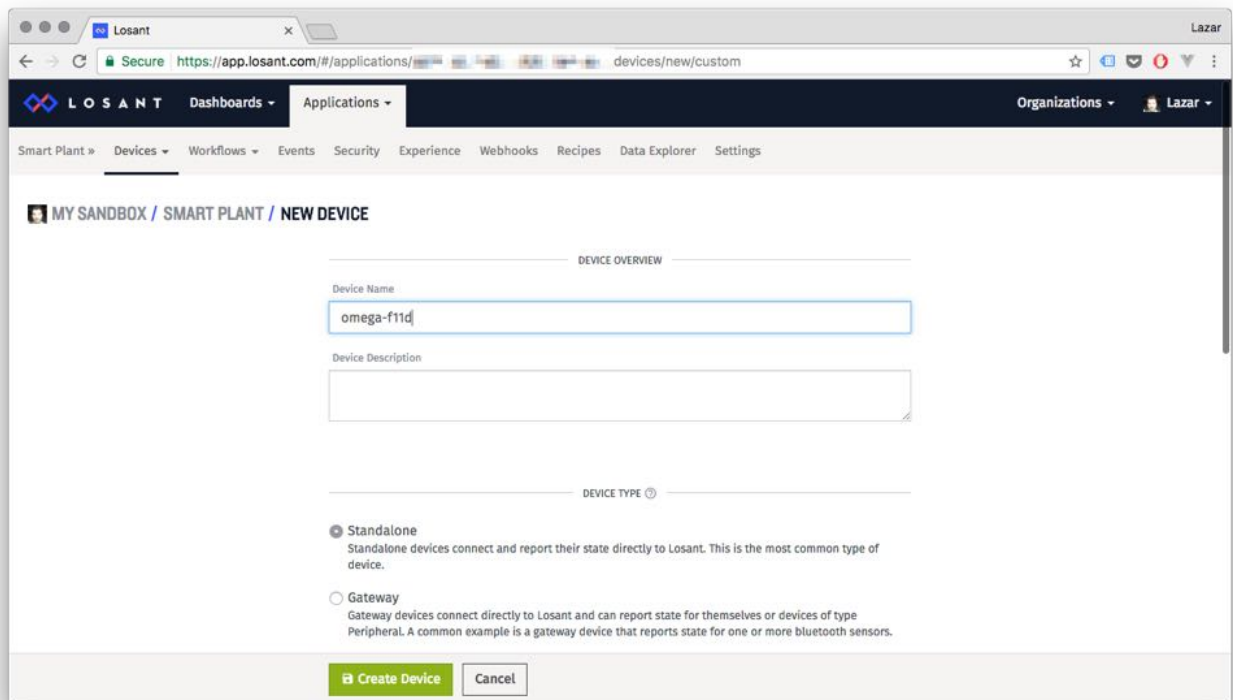 Losant
Lazar
Secure https://app.losant.com/#/applications/ devices/new/custom
LOSANT Dashboards Applications Organizations Lazar
Smart Plant » Devices Workflows Events Security Experience Webhooks Recipes Data Explorer Settings
MY SANDBOX / SMART PLANT / NEW DEVICE
DEVICE OVERVIEW
Device Name
omega-f11d
Device Description
DEVICE TYPE
Standalone
Standalone devices connect and report their state directly to Losant. This is the most common type of
device.
Gateway
Gateway devices connect directly to Losant and can report state for themselves or devices of type
Peripheral. A common example is a gateway device that reports state for one or more bluetooth sensors.
Create Device Cancel